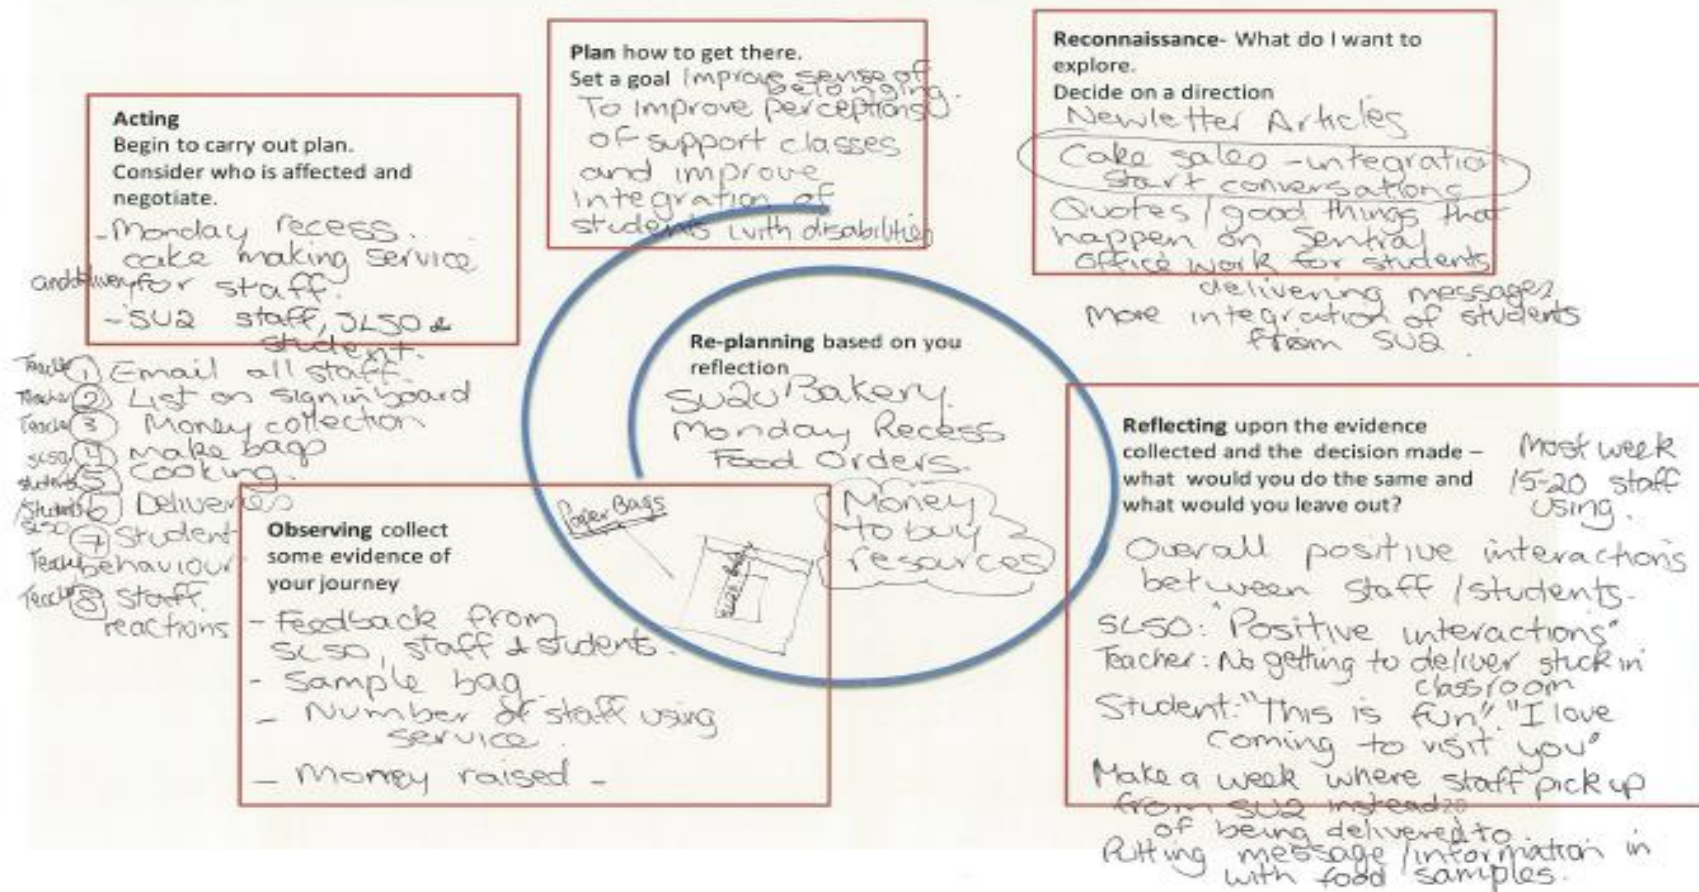 Plan how to get there.
Set a goal Improve sense of
belonging.
To improve perceptions
of support classes
and improve
integration of
students with disabilities
Reconnaissance- What do I want to
explore.
Decide on a direction
Newletter Articles
Cake sales - integration
start conversations
Quotes / good things that
happen on Sentral
Office work for students
delivering messages
More integration of students
from SU2.
Acting
Begin to carry out plan.
Consider who is affected and
negotiate.
- Monday recess.
cake making service
and delivery for staff.
- SU2 staff, SLSO &
student.
Teacher 1) Email all staff.
Teacher 2 List on sign in board
Teacher 3 Money collection
SLSO 4 make bags
students 5 Cooking.
/Students 6 Deliveries
SLSO
7 Student
Teacher behaviour
Teacher 8 staff
reactions
Re-planning based on you
reflection
SU2U Bakery.
Monday Recess
Food Orders.
Money
to buy
resources
Paper Bags
Observing collect
some evidence of
your journey
- Feedback from
SLSO, staff & students.
- Sample bag
- Number of staff using
service.
- Money raised -
Reflecting upon the evidence
collected and the decision made –
what would you do the same and
what would you leave out?
Most week
15-20 staff
using.
Overall positive interactions
between staff / students.
SLSO: "Positive interactions"
Teacher: No getting to deliver stuck in
classroom
Student: "This is fun". "I love
coming to visit you"
Make a week where staff pick up
from SU2 instead
20
of being delivered to.
Putting message / information in
with food samples.